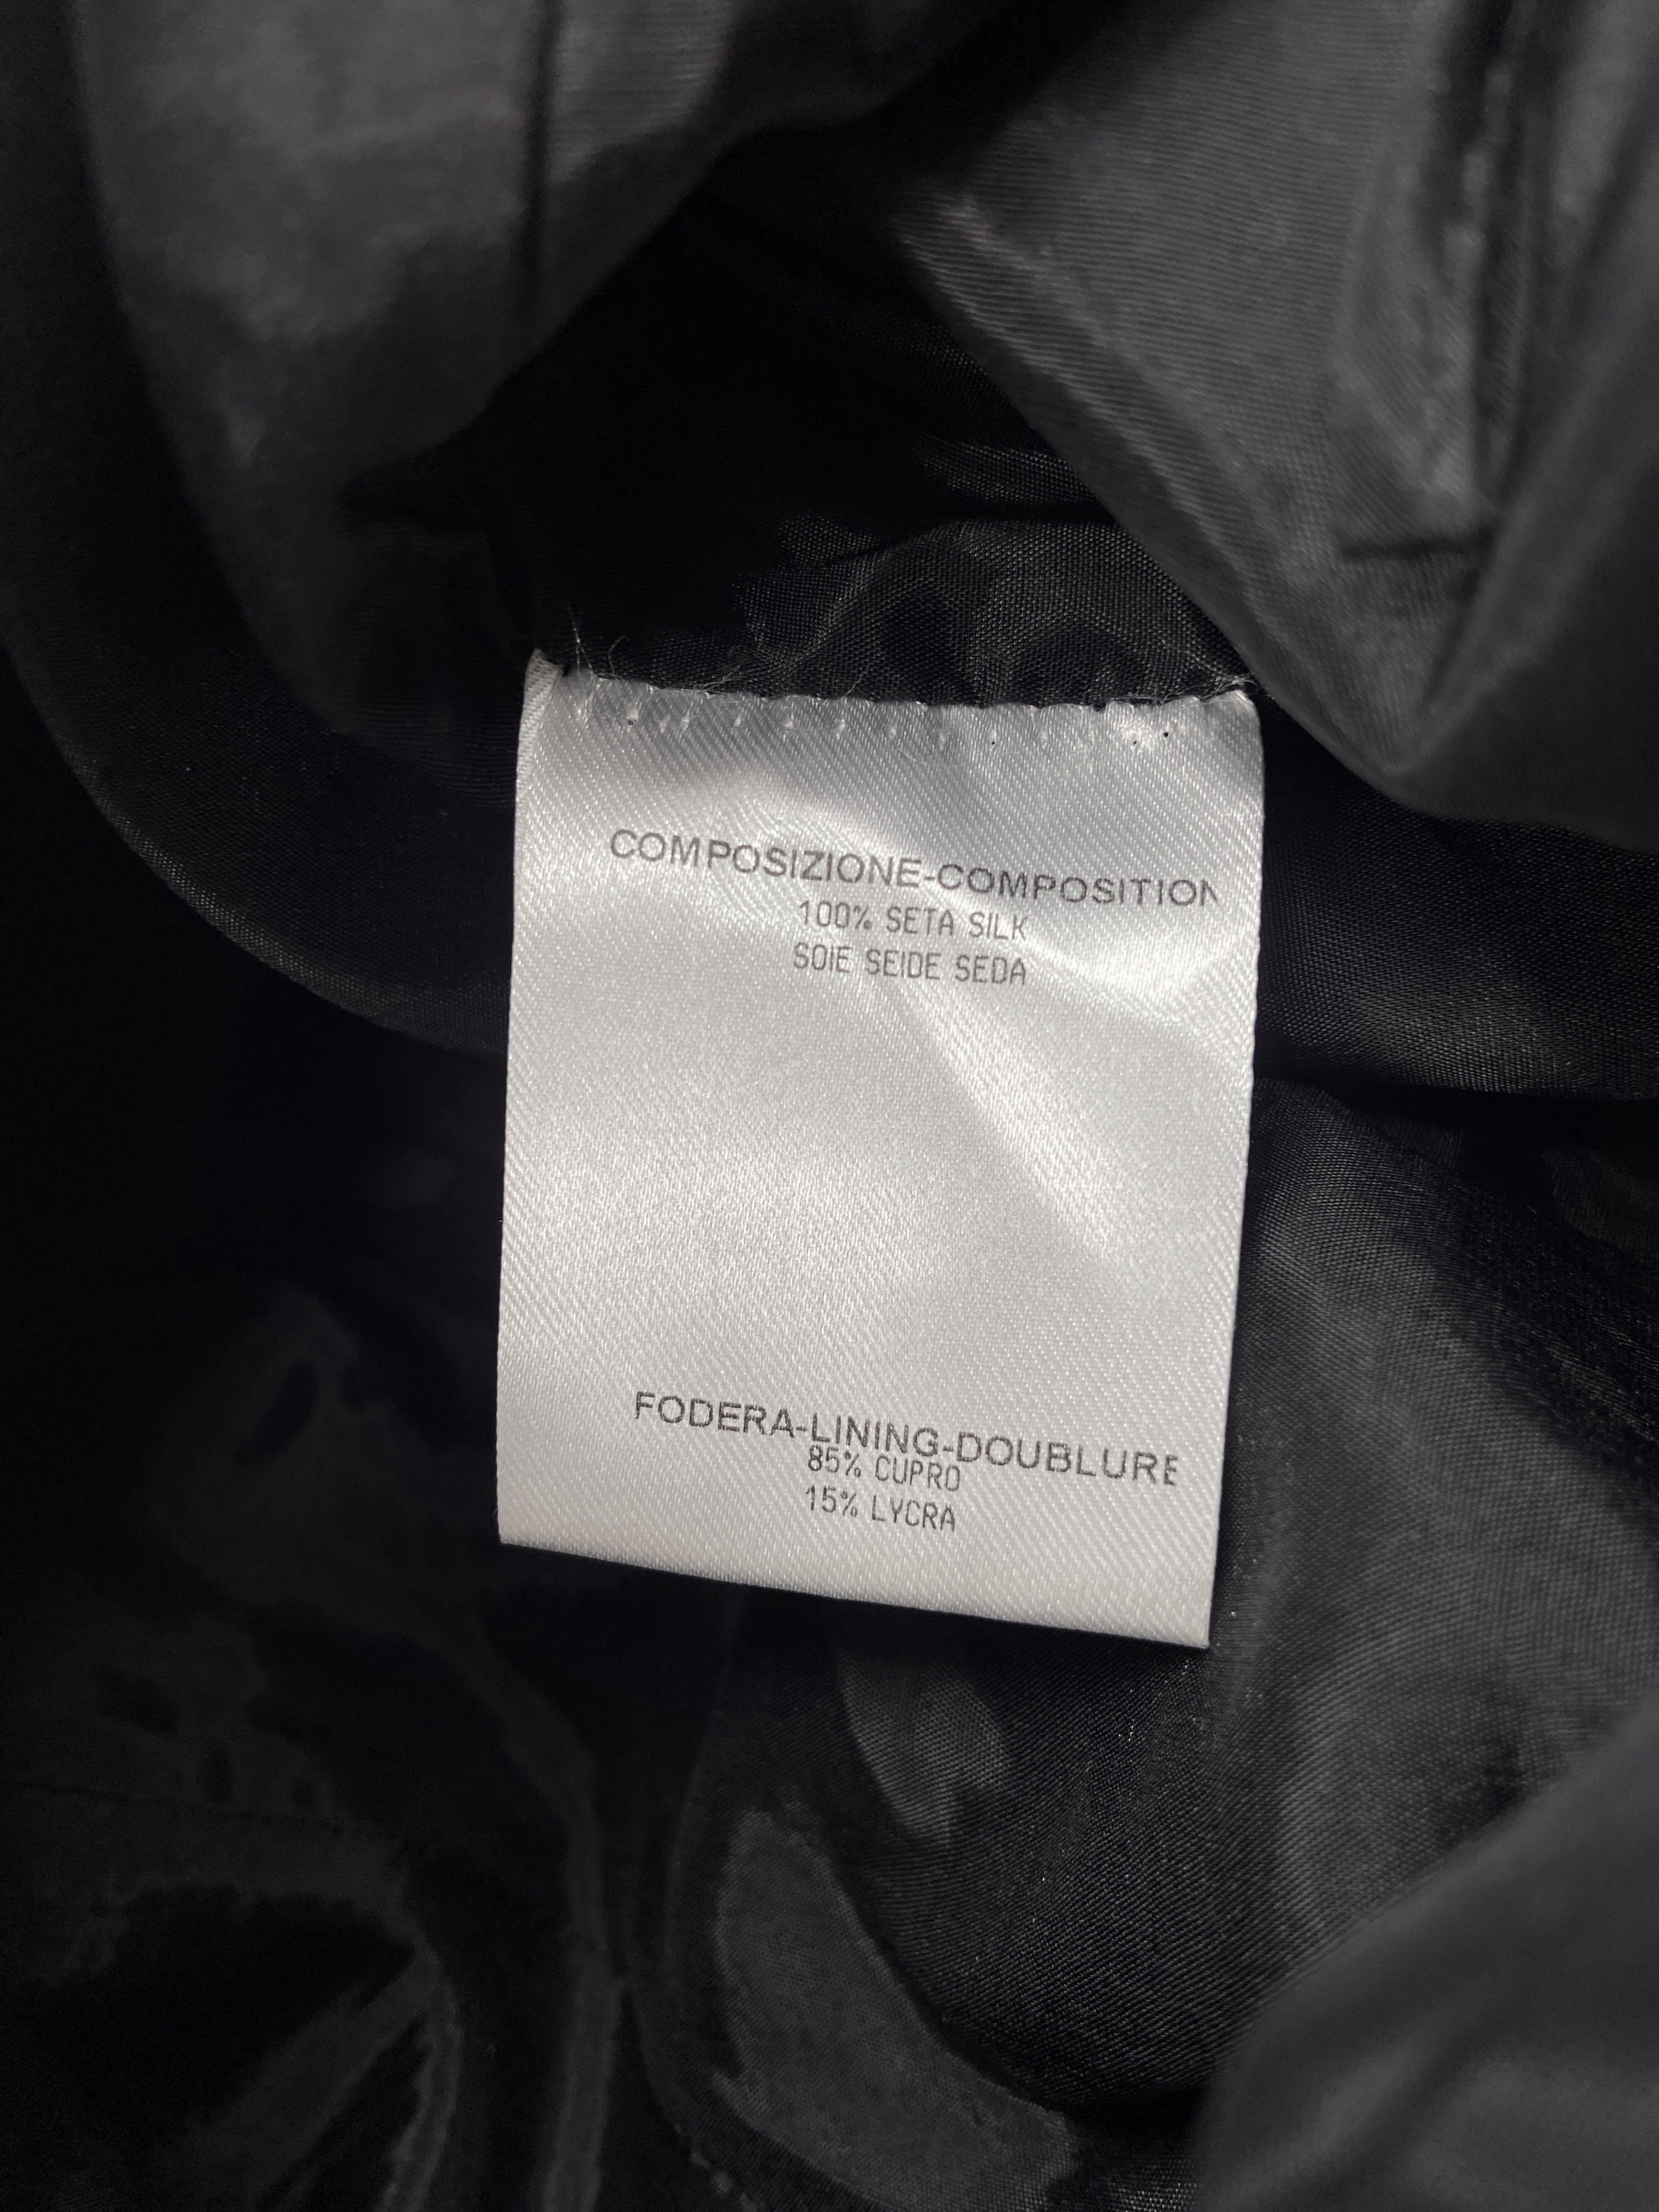 COMPOSIZIONE-COMPOSITION
100% SETA SILK
SOIE SEIDE SEDA
FODERA-LINING-DOUBLURE
85% CUPRO
15% LYCRA